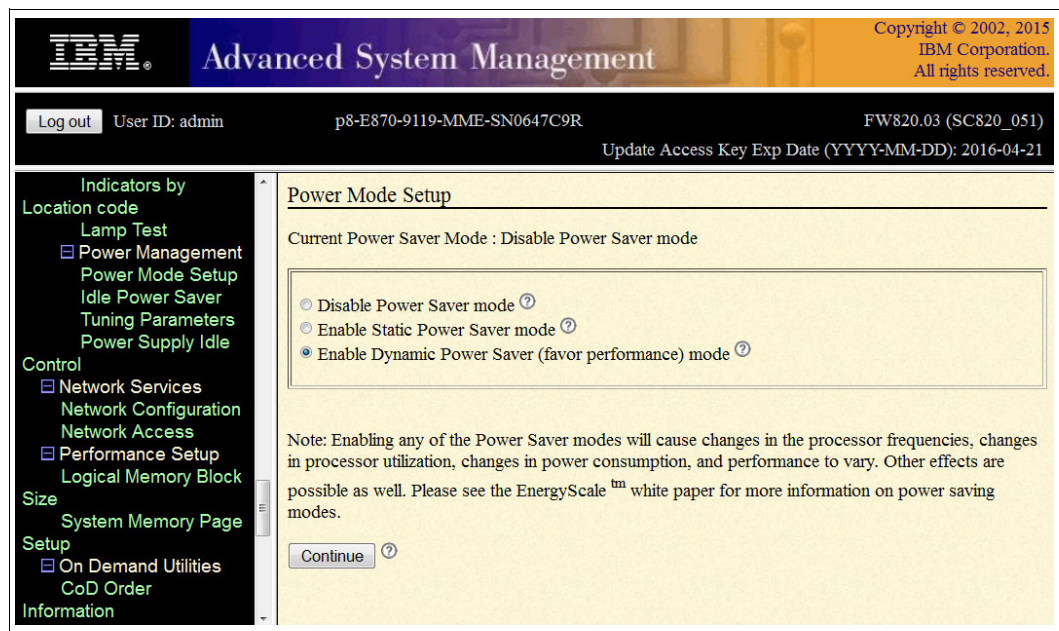 IBM®
Advanced System Management
Copyright © 2002, 2015
IBM Corporation.
All rights reserved.
Log out User ID: admin p8-E870-9119-MME-SN0647C9R FW820.03 (SC820_051)
Update Access Key Exp Date (YYYY-MM-DD): 2016-04-21
Indicators by
Location code
Lamp Test
Power Management
Power Mode Setup
Idle Power Saver
Tuning Parameters
Power Supply Idle
Control
Network Services
Network Configuration
Network Access
Performance Setup
Logical Memory Block
Size
System Memory Page
Setup
On Demand Utilities
CoD Order
Information
Power Mode Setup
Current Power Saver Mode : Disable Power Saver mode
Disable Power Saver mode ?
Enable Static Power Saver mode ?
Enable Dynamic Power Saver (favor performance) mode ?
Note: Enabling any of the Power Saver modes will cause changes in the processor frequencies, changes
in processor utilization, changes in power consumption, and performance to vary. Other effects are
possible as well. Please see the EnergyScale tm white paper for more information on power saving
modes.
Continue ?